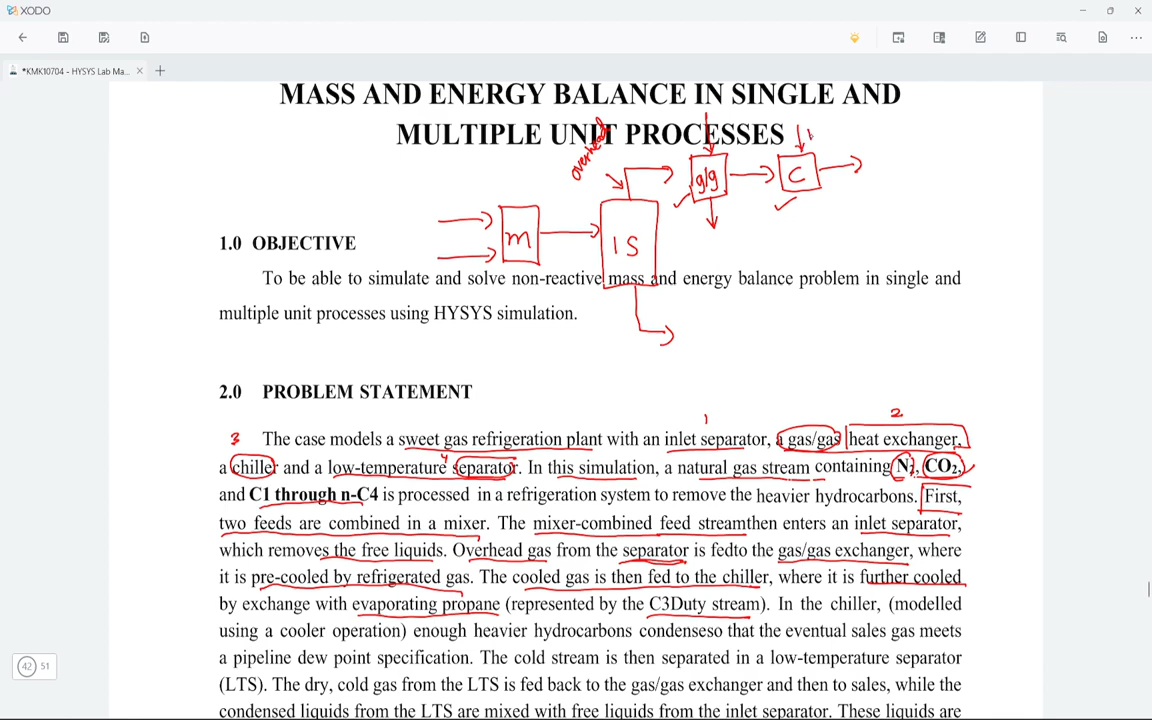 XODO
*KMK10704 - HYSYS Lab Ma...
MASS AND ENERGY BALANCE IN SINGLE AND
MULTIPLE UNIT PROCESSES
overhead
g/g
C
m
1.0 OBJECTIVE
IS
To be able to simulate and solve non-reactive mass and energy balance problem in single and
multiple unit processes using HYSYS simulation.
2.0 PROBLEM STATEMENT
1
2
3 The case models a sweet gas refrigeration plant with an inlet separator, a gas/gas heat exchanger,
4
a chiller and a low-temperature separator. In this simulation, a natural gas stream containing N2, CO2,
and C1 through n-C4 is processed in a refrigeration system to remove the heavier hydrocarbons. First,
two feeds are combined in a mixer. The mixer-combined feed streamthen enters an inlet separator,
which removes the free liquids. Overhead gas from the separator is fedto the gas/gas exchanger, where
it is pre-cooled by refrigerated gas. The cooled gas is then fed to the chiller, where it is further cooled
by exchange with evaporating propane (represented by the C3Duty stream). In the chiller, (modelled
using a cooler operation) enough heavier hydrocarbons condenseso that the eventual sales gas meets
a pipeline dew point specification. The cold stream is then separated in a low-temperature separator
(LTS). The dry, cold gas from the LTS is fed back to the gas/gas exchanger and then to sales, while the
condensed liquids from the LTS are mixed with free liquids from the inlet separator. These liquids are
42 51